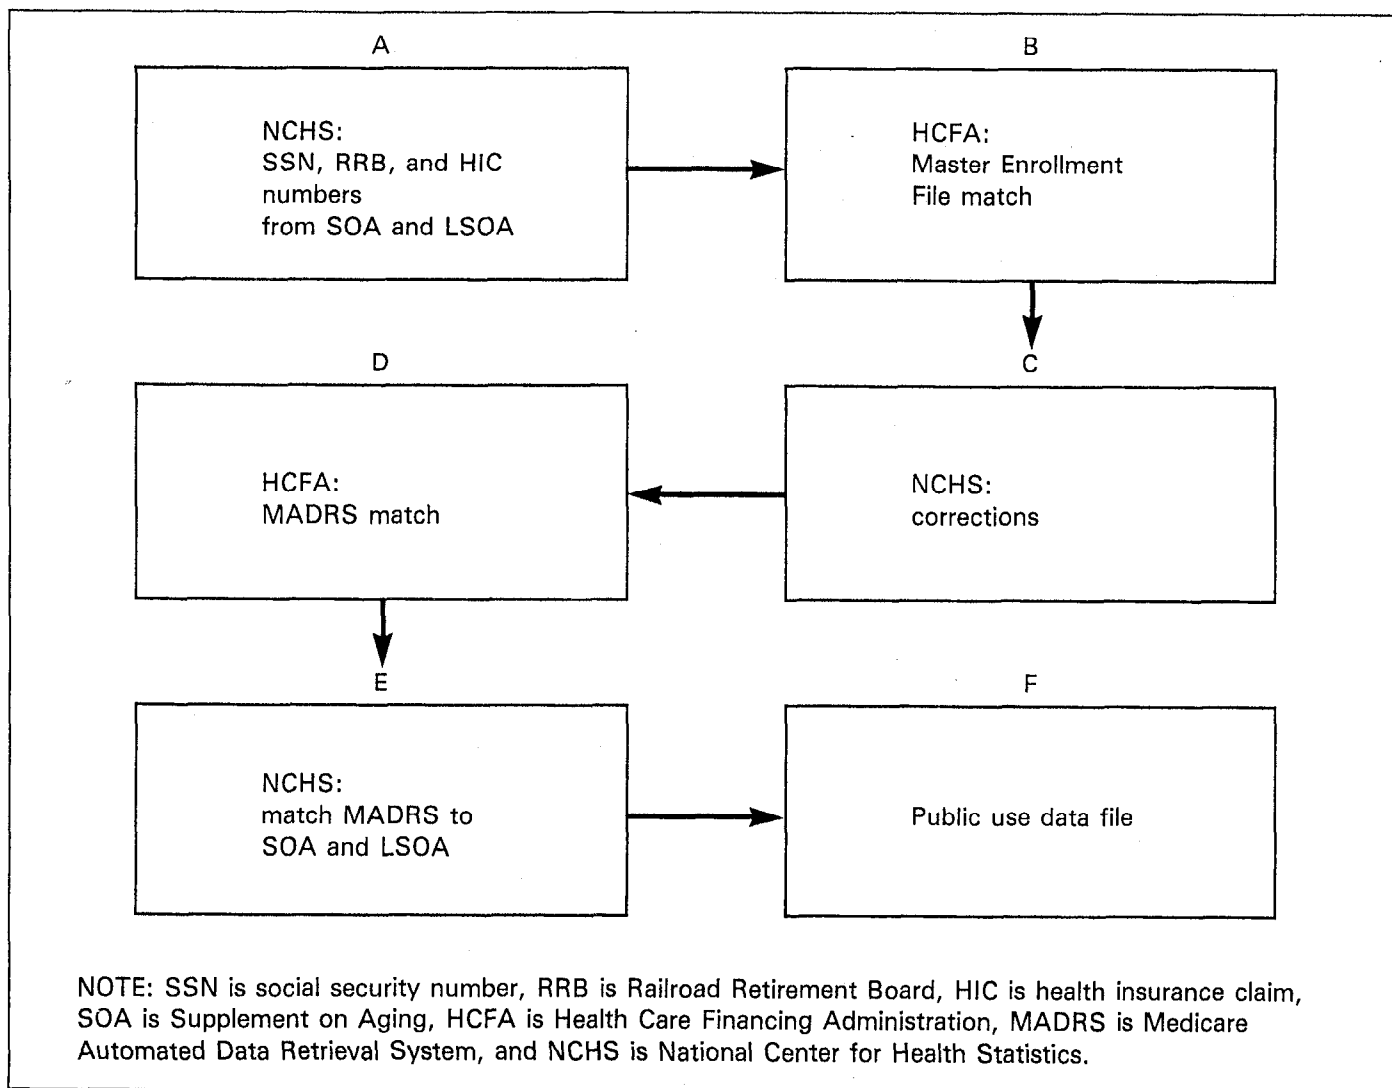 A
NCHS:
SSN, RRB, and HIC
numbers
from SOA and LSOA
B
HCFA:
Master Enrollment
File match
C
NCHS:
corrections
D
HCFA:
MADRS match
E
NCHS:
match MADRS to
SOA and LSOA
F
Public use data file
NOTE: SSN is social security number, RRB is Railroad Retirement Board, HIC is health insurance claim,
SOA is Supplement on Aging, HCFA is Health Care Financing Administration, MADRS is Medicare
Automated Data Retrieval System, and NCHS is National Center for Health Statistics.